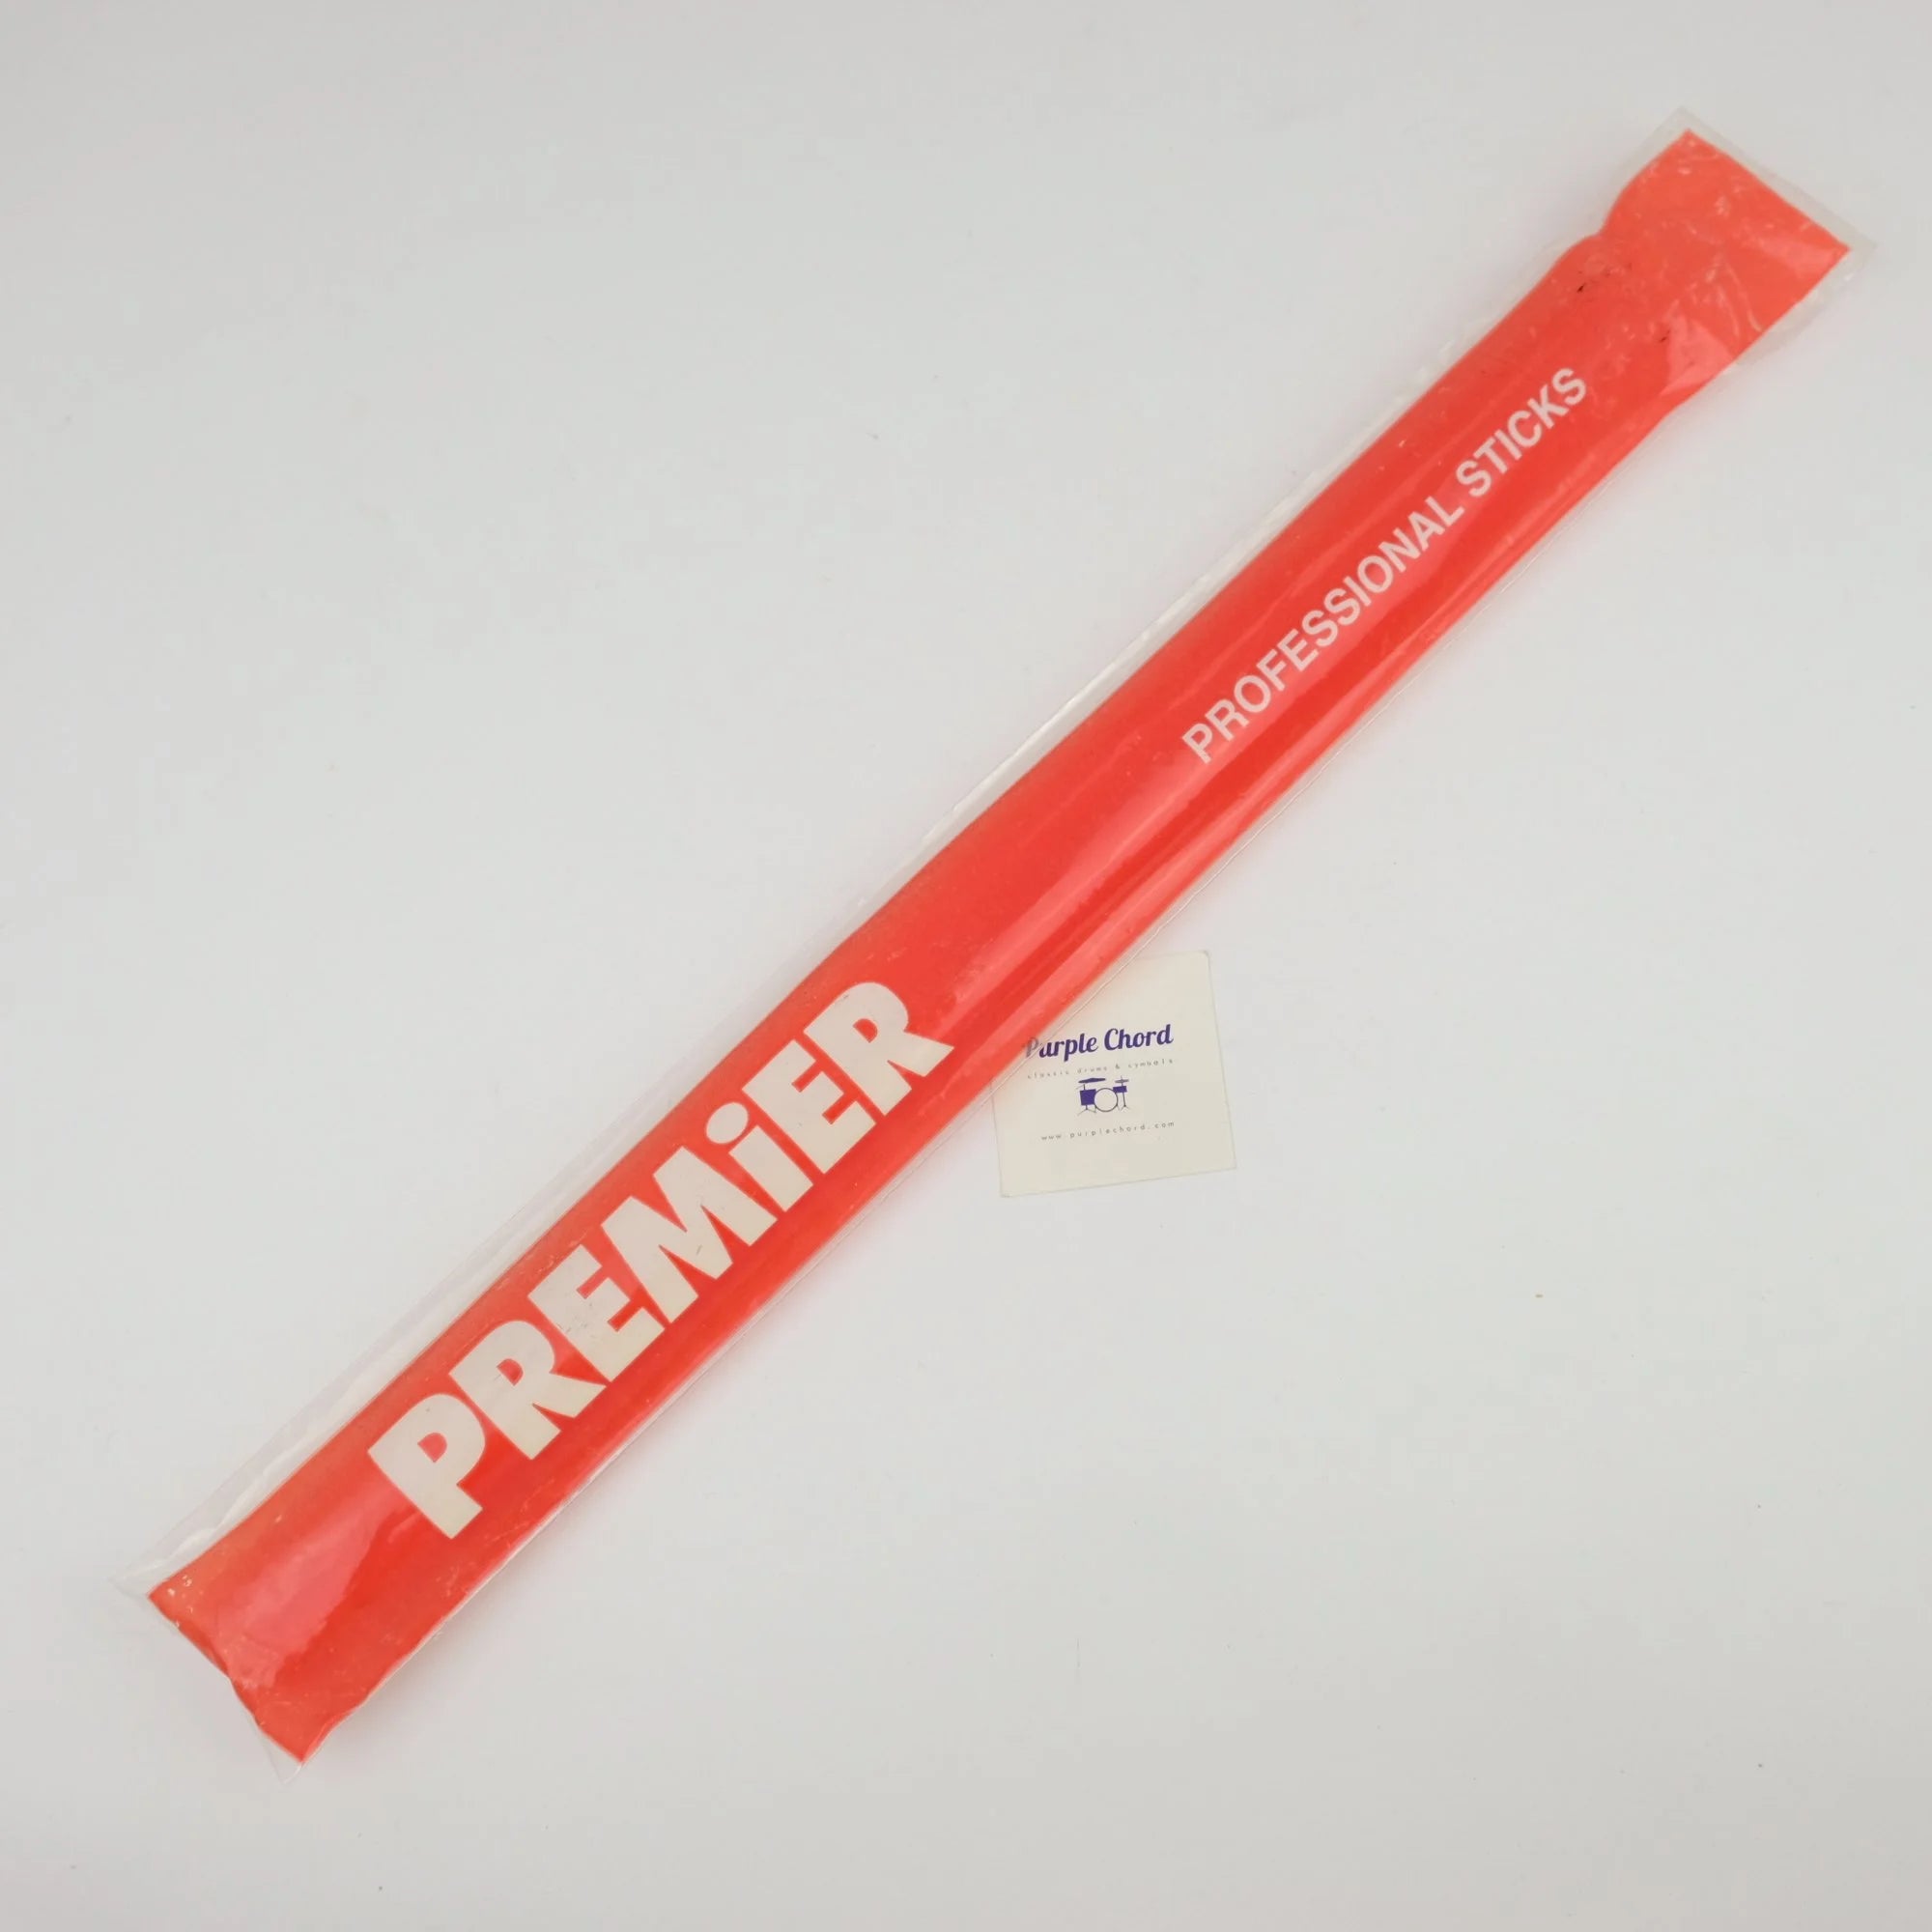 PREMiER
PROFESSIONAL STICKS
Purple Chord
classic drums & cymbals
www.purplechord.com